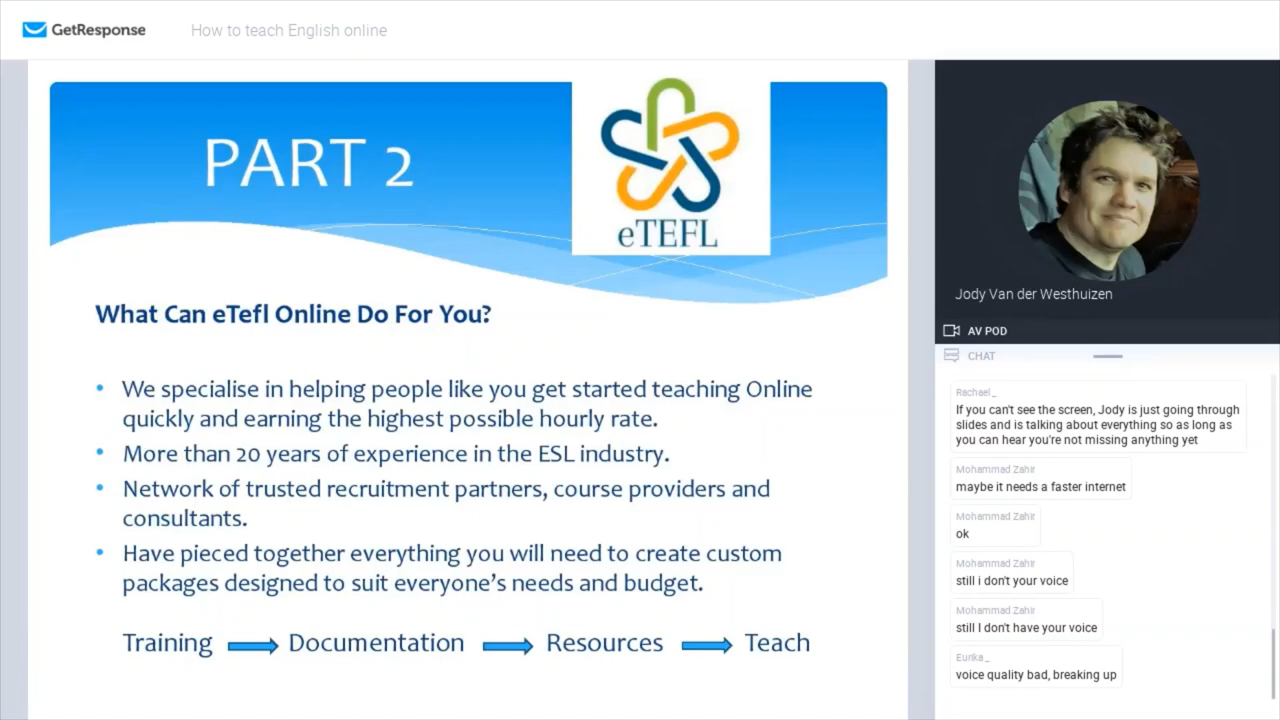 GetResponse
How to teach English online
PART 2
eTEFL
What Can eTefl Online Do For You?
• We specialise in helping people like you get started teaching Online
quickly and earning the highest possible hourly rate.
• More than 20 years of experience in the ESL industry.
• Network of trusted recruitment partners, course providers and
consultants.
• Have pieced together everything you will need to create custom
packages designed to suit everyone's needs and budget.
Training Documentation Resources Teach
Jody Van der Westhuizen
AV POD
CHAT
Rachael_
If you can't see the screen, Jody is just going through
slides and is talking about everything so as long as
you can hear you're not missing anything yet
Mohammad Zahir
maybe it needs a faster internet
Mohammad Zahir
ok
Mohammad Zahir
still i don't your voice
Mohammad Zahir
still I don't have your voice
Eurika_
voice quality bad, breaking up